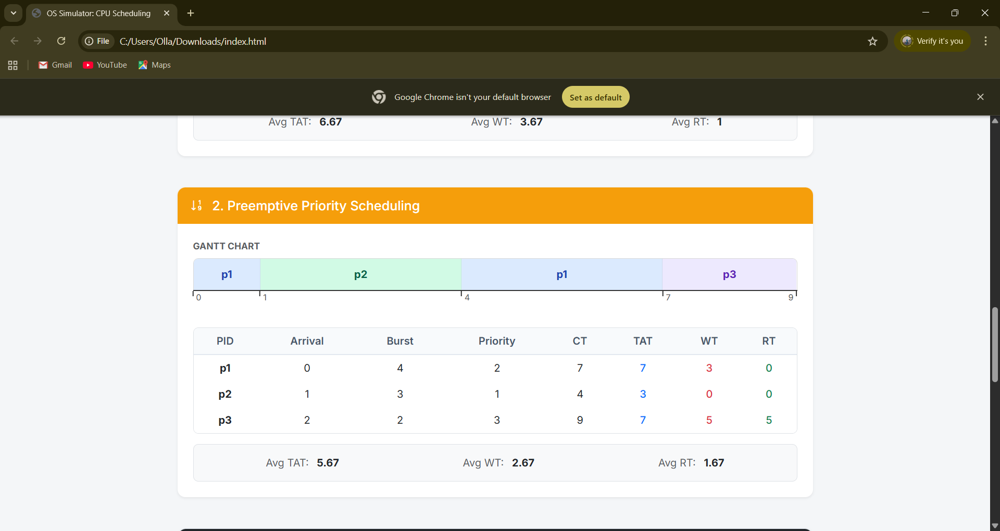 OS Simulator: CPU Scheduling
File C:/Users/Olla/Downloads/index.html Verify it's you
Gmail YouTube Maps
Google Chrome isn't your default browser Set as default
Avg TAT: 6.67 Avg WT: 3.67 Avg RT: 1
2. Preemptive Priority Scheduling
GANTT CHART
p1 p2 p1 p3
0 1 4 7 9
PID Arrival Burst Priority CT TAT WT RT
p1 0 4 2 7 7 3 0
p2 1 3 1 4 3 0 0
p3 2 2 3 9 7 5 5
Avg TAT: 5.67 Avg WT: 2.67 Avg RT: 1.67